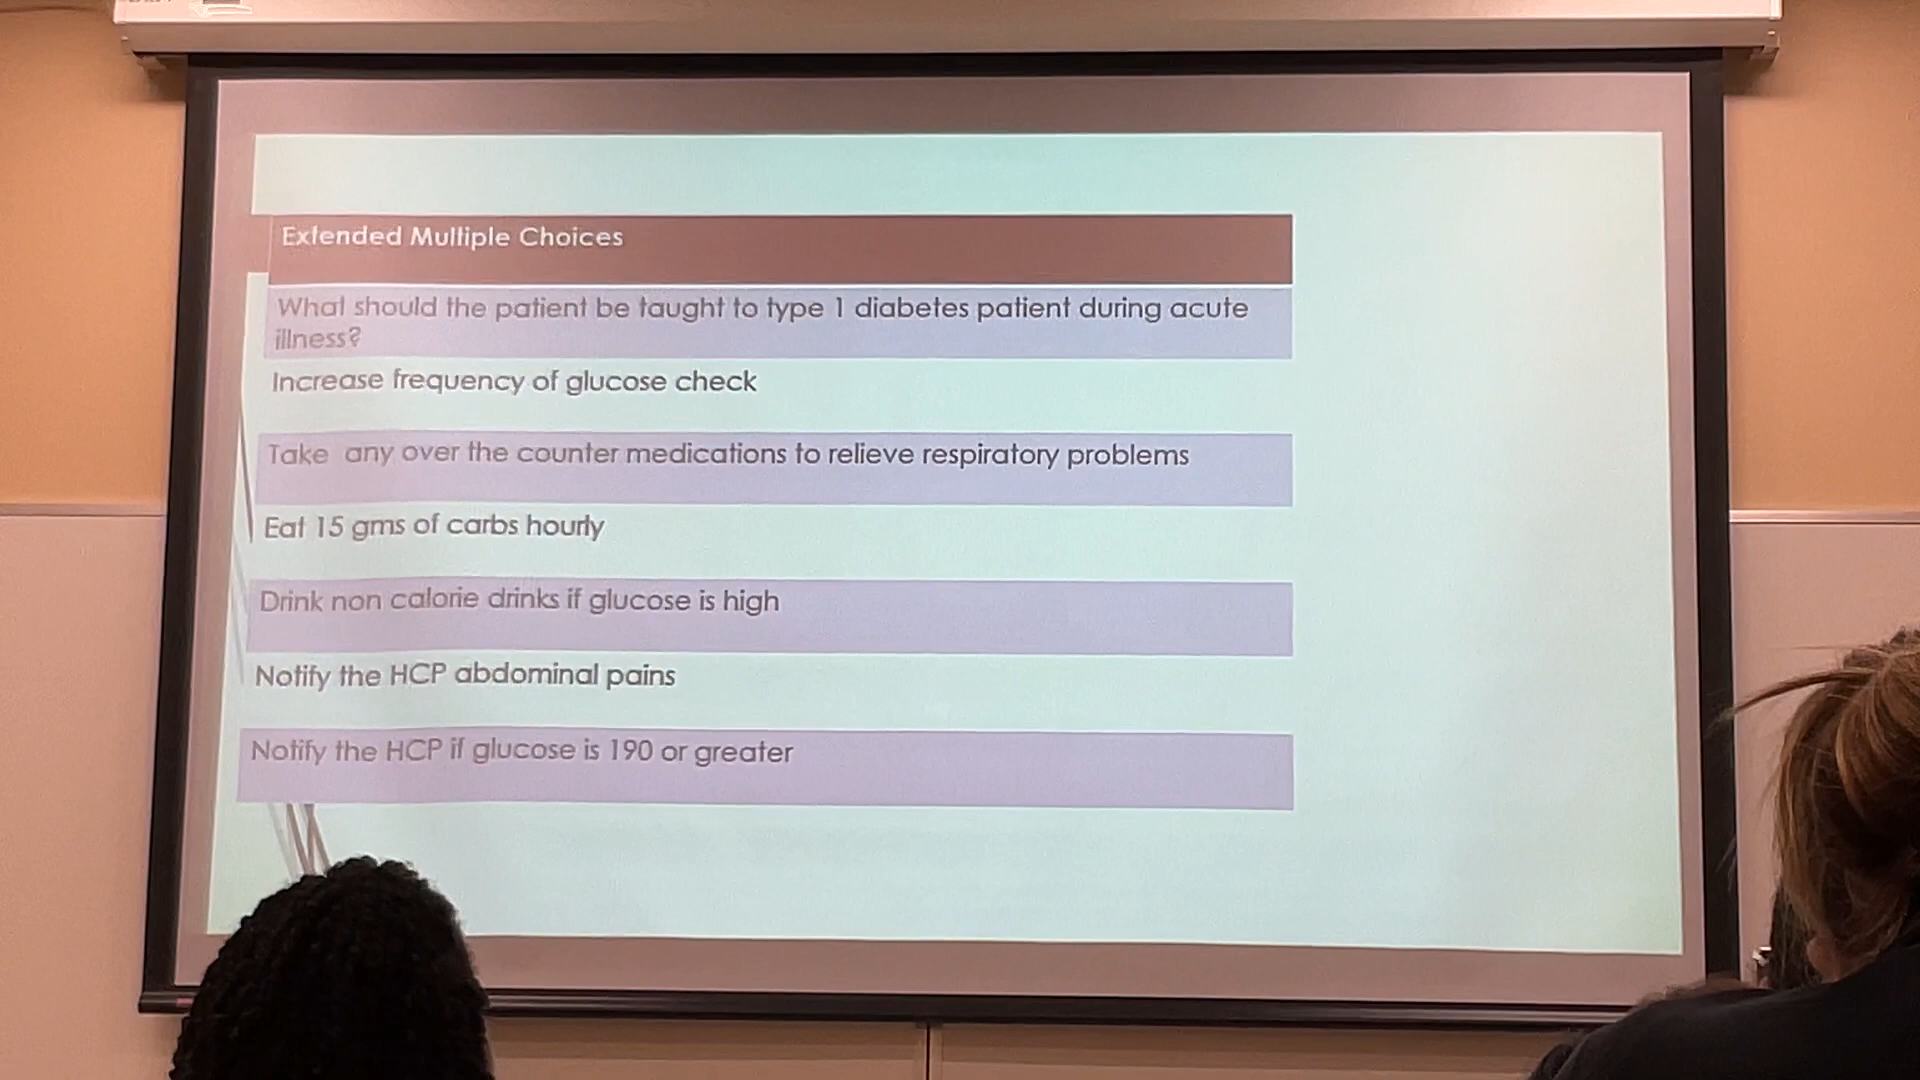 Extended Multiple Choices
What should the patient be taught to type 1 diabetes patient during acute
illness?
Increase frequency of glucose check
Take any over the counter medications to relieve respiratory problems
Eat 15 gms of carbs hourly
Drink non calorie drinks if glucose is high
Notify the HCP abdominal pains
Notify the HCP if glucose is 190 or greater